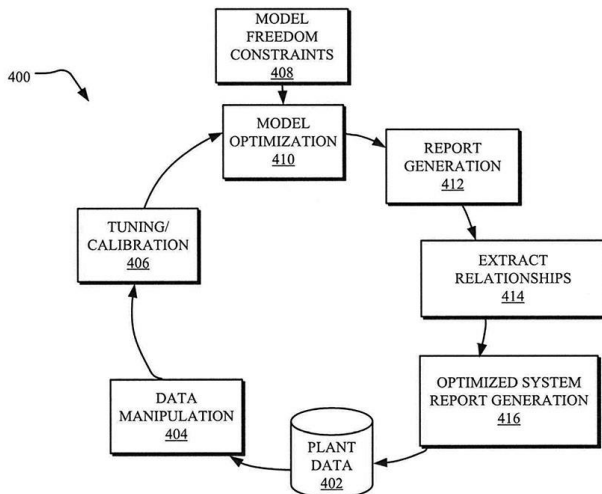 MODEL
FREEDOM
CONSTRAINTS
408
400
MODEL
OPTIMIZATION
410
REPORT
GENERATION
412
TUNING/
CALIBRATION
406
EXTRACT
RELATIONSHIPS
414
DATA
MANIPULATION
404
OPTIMIZED SYSTEM
REPORT GENERATION
416
PLANT
DATA
402